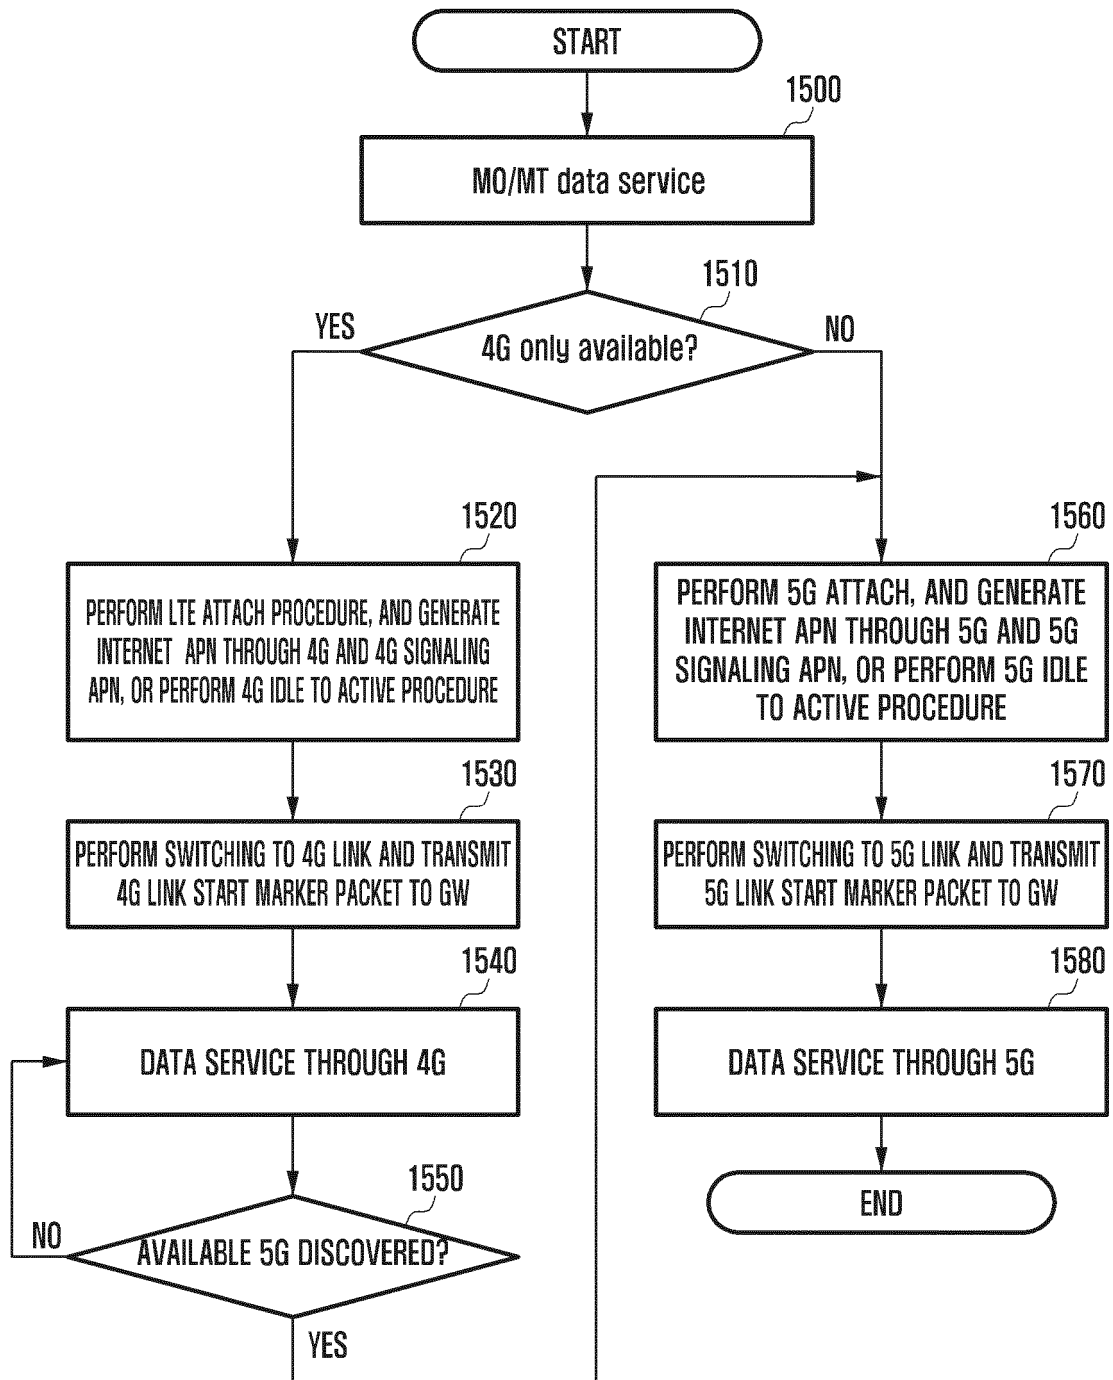 START
1500
MO/MT data service
1510
YES
4G only available?
NO
1520
PERFORM LTE ATTACH PROCEDURE, AND GENERATE
INTERNET APN THROUGH 4G AND 4G SIGNALING
APN, OR PERFORM 4G IDLE TO ACTIVE PROCEDURE
1560
PERFORM 5G ATTACH, AND GENERATE
INTERNET APN THROUGH 5G AND 5G
SIGNALING APN, OR PERFORM 5G IDLE
TO ACTIVE PROCEDURE
1530
PERFORM SWITCHING TO 4G LINK AND TRANSMIT
4G LINK START MARKER PACKET TO GW
1570
PERFORM SWITCHING TO 5G LINK AND TRANSMIT
5G LINK START MARKER PACKET TO GW
1540
DATA SERVICE THROUGH 4G
1580
DATA SERVICE THROUGH 5G
1550
NO
AVAILABLE 5G DISCOVERED?
YES
END